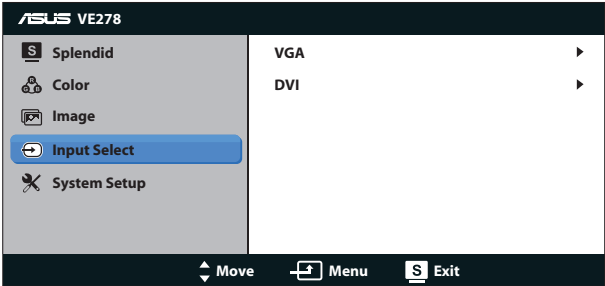 ASUS VE278
S Splendid
R G B Color
Image
Input Select
System Setup
VGA
DVI
Move Menu S Exit